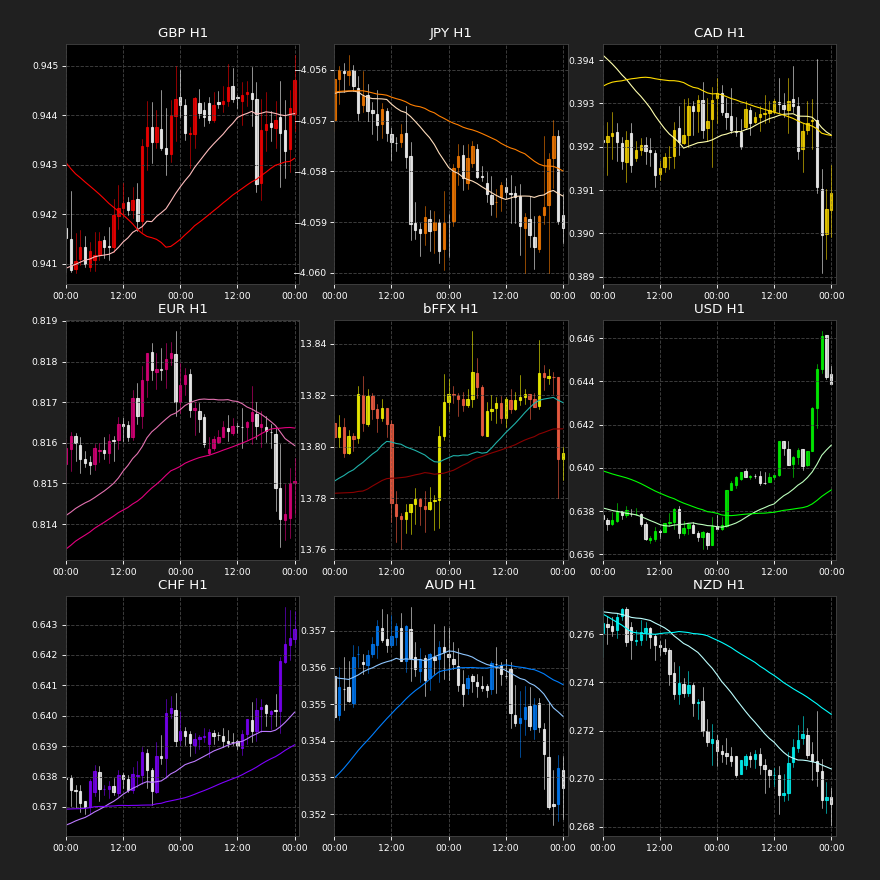 GBP H1
0.945
0.944
0.943
0.942
0.941
00:00 12:00 00:00 12:00 00:00
JPY H1
4.056
4.057
4.058
4.059
4.060
00:00 12:00 00:00 12:00 00:00
CAD H1
0.394
0.393
0.392
0.391
0.390
0.389
00:00 12:00 00:00 12:00 00:00
EUR H1
0.819
0.818
0.817
0.816
0.815
0.814
00:00 12:00 00:00 12:00 00:00
bFFX H1
13.84
13.82
13.80
13.78
13.76
00:00 12:00 00:00 12:00 00:00
USD H1
0.646
0.644
0.642
0.640
0.638
0.636
00:00 12:00 00:00 12:00 00:00
CHF H1
0.643
0.642
0.641
0.640
0.639
0.638
0.637
00:00 12:00 00:00 12:00 00:00
AUD H1
0.357
0.356
0.355
0.354
0.353
0.352
00:00 12:00 00:00 12:00 00:00
NZD H1
0.276
0.274
0.272
0.270
0.268
00:00 12:00 00:00 12:00 00:00